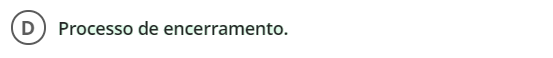 D Processo de encerramento.